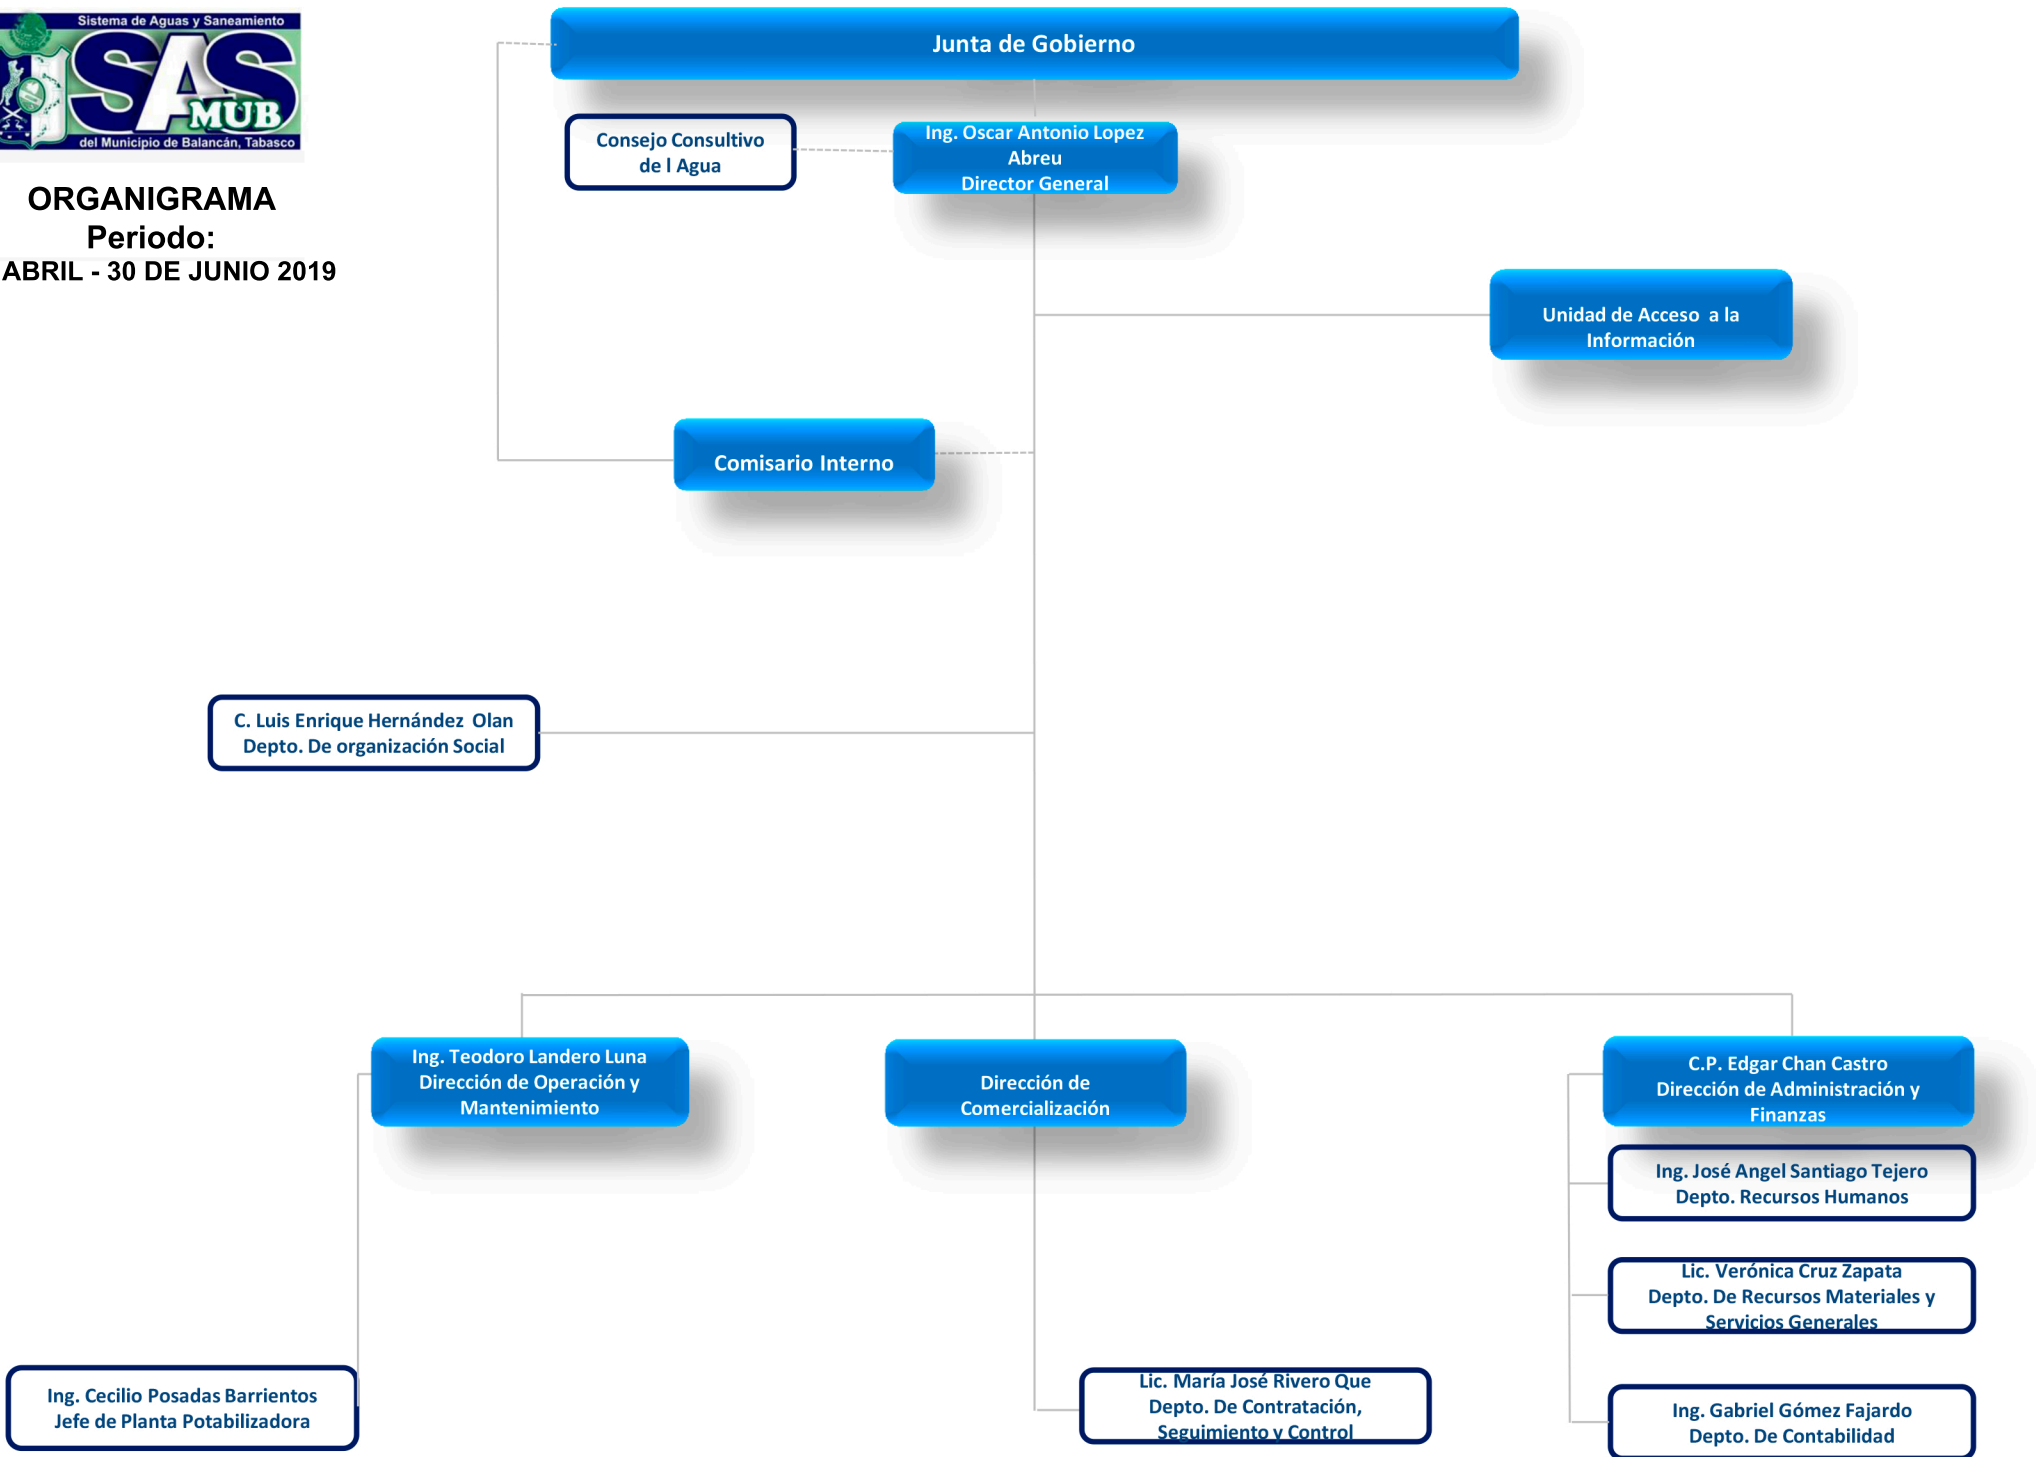 Sistema de Aguas y Saneamiento
SAS
MUB
del Municipio de Balancán, Tabasco
ORGANIGRAMA
Periodo:
ABRIL - 30 DE JUNIO 2019
Junta de Gobierno
Consejo Consultivo
de l Agua
Ing. Oscar Antonio Lopez
Abreu
Director General
Unidad de Acceso a la
Información
Comisario Interno
C. Luis Enrique Hernández Olan
Depto. De organización Social
Ing. Teodoro Landero Luna
Dirección de Operación y
Mantenimiento
Dirección de
Comercialización
C.P. Edgar Chan Castro
Dirección de Administración y
Finanzas
Ing. José Angel Santiago Tejero
Depto. Recursos Humanos
Lic. Verónica Cruz Zapata
Depto. De Recursos Materiales y
Servicios Generales
Ing. Cecilio Posadas Barrientos
Jefe de Planta Potabilizadora
Lic. María José Rivero Que
Depto. De Contratación,
Seguimiento y Control
Ing. Gabriel Gómez Fajardo
Depto. De Contabilidad